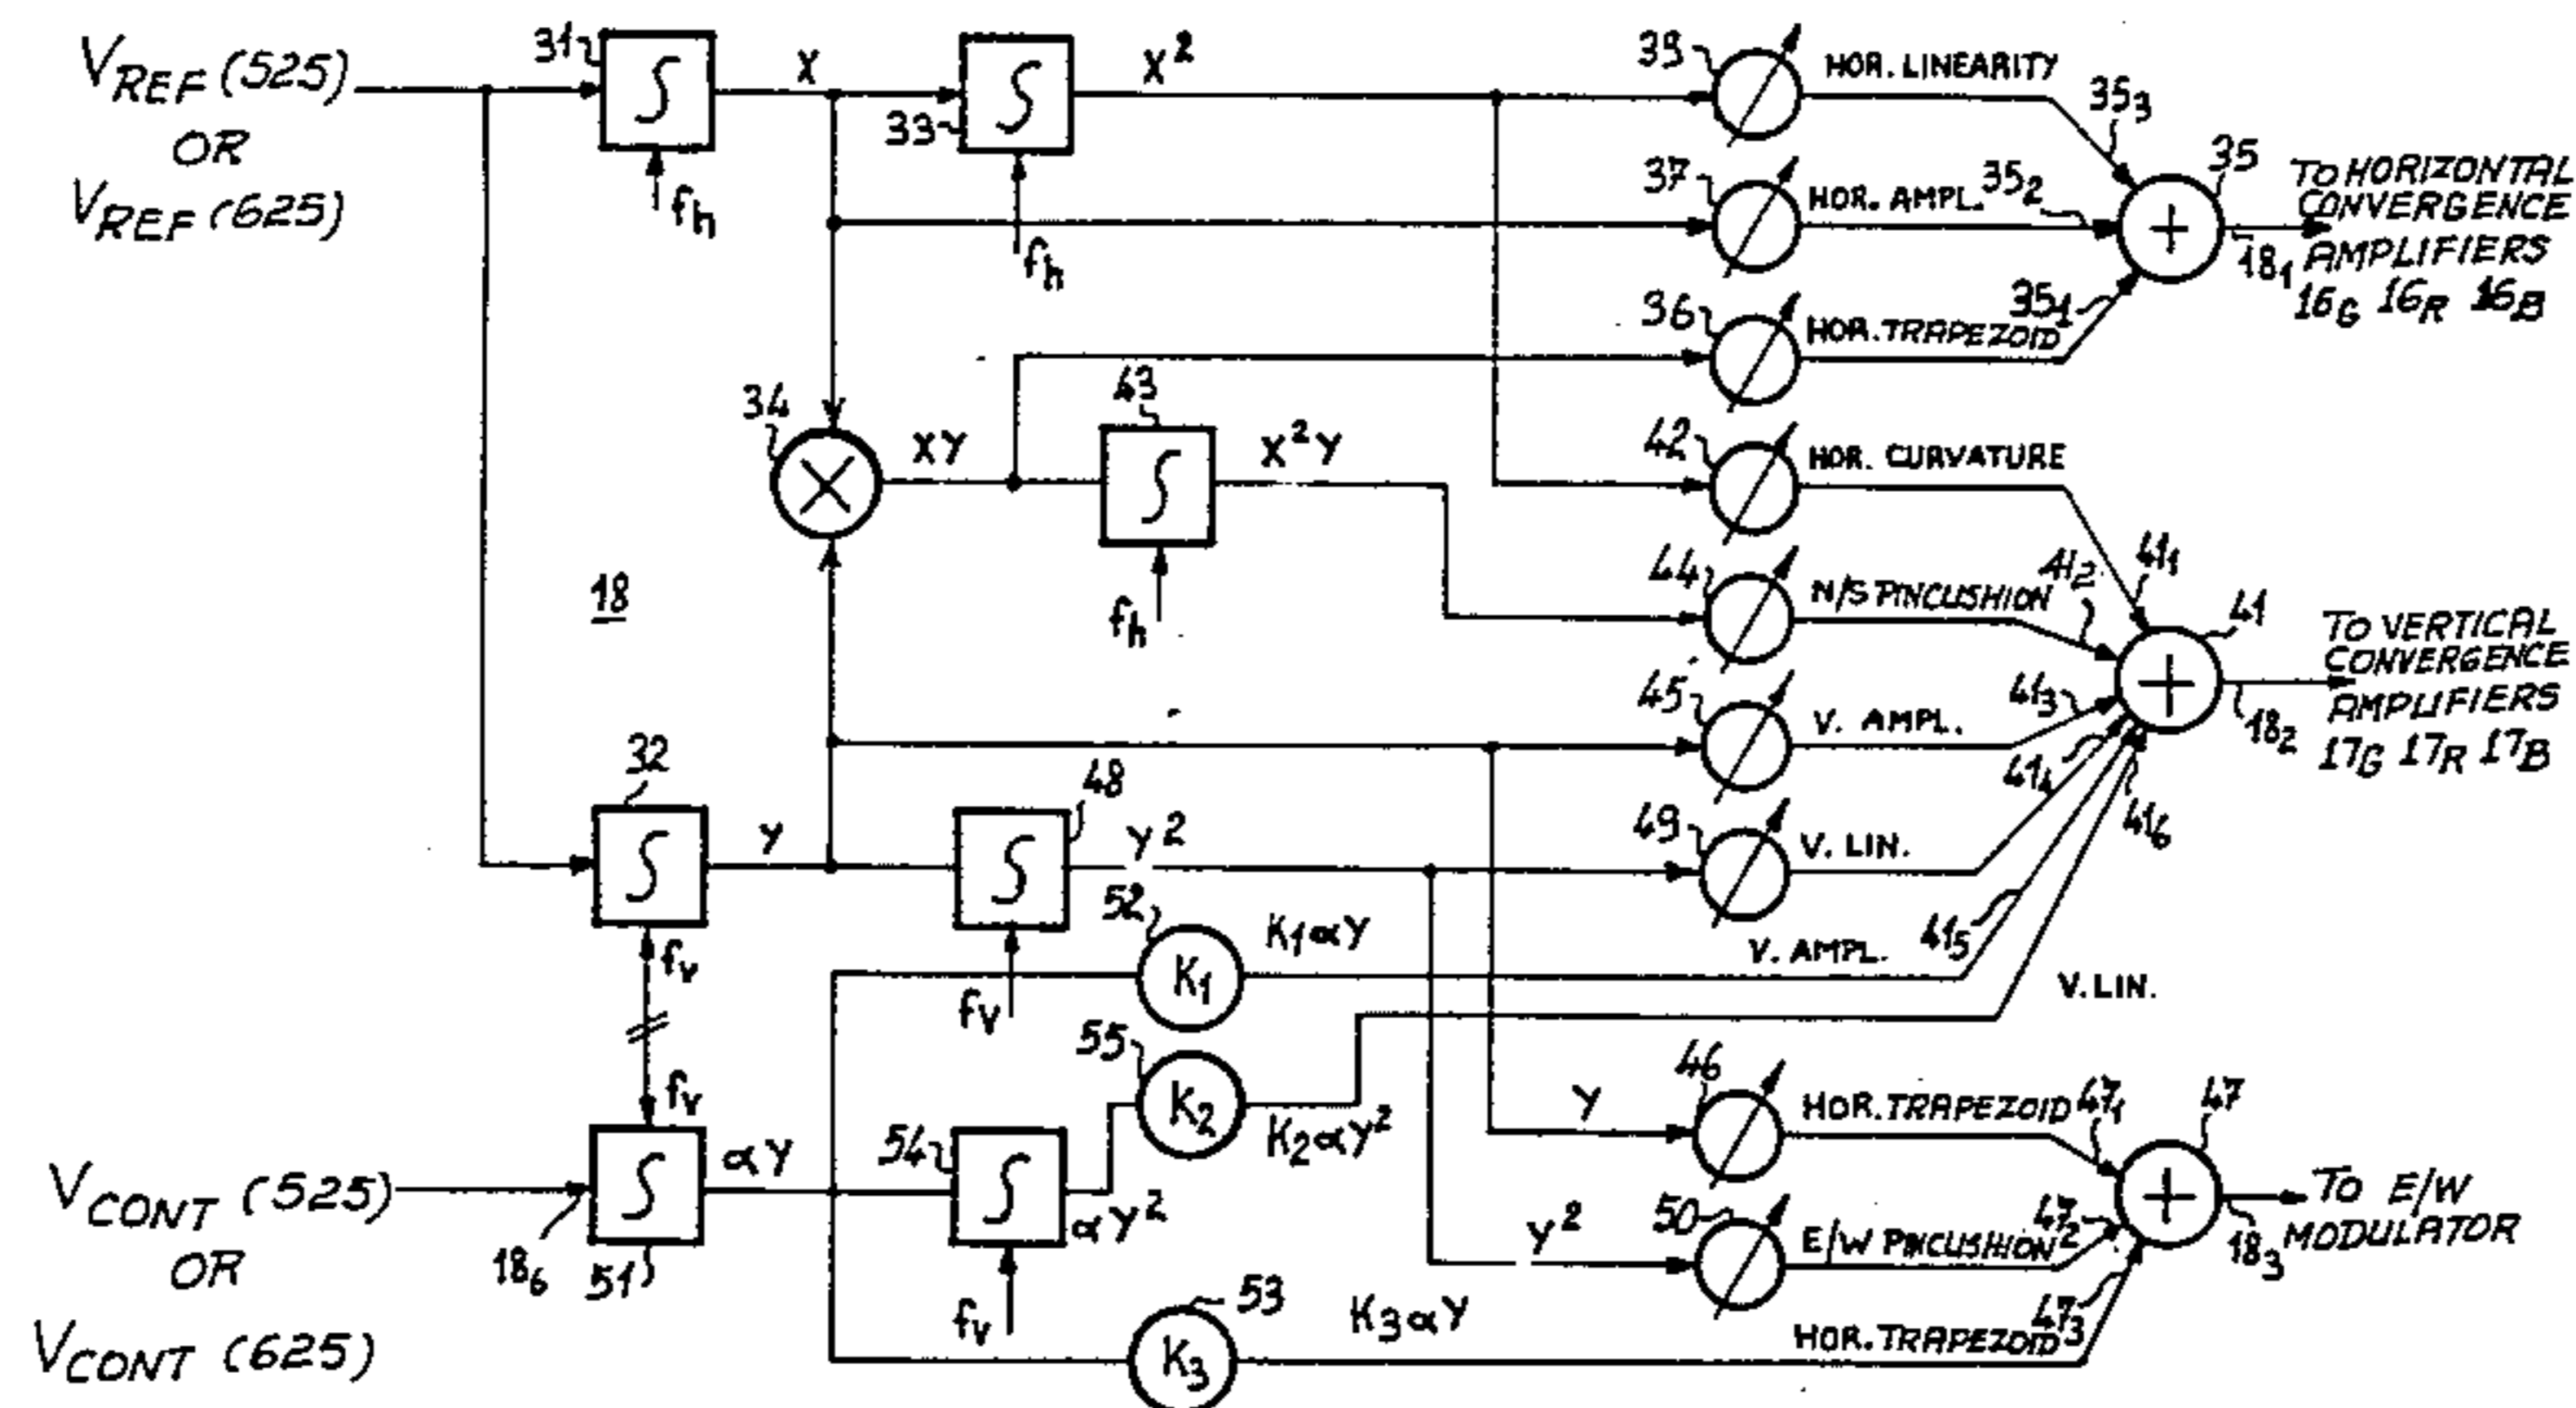 V_REF (525)
OR
V_REF (625)
31
∫
fh
X
33
∫
fh
X²
39
HOR. LINEARITY
35₃
37
HOR. AMPL.
35₂
36
HOR. TRAPEZOID
35₁
35
+
18₁
TO HORIZONTAL
CONVERGENCE
AMPLIFIERS
16G 16R 16B
34
×
XY
43
∫
fh
X²Y
42
HOR. CURVATURE
41₁
44
N/S PINCUSHION
41₂
45
V. AMPL.
41₃
49
V. LIN.
41₄
V. AMPL.
41₅
V. LIN.
41₆
41
+
18₂
TO VERTICAL
CONVERGENCE
AMPLIFIERS
17G 17R 17B
18
32
∫
fv
Y
48
∫
fv
Y²
52
K₁
K₁αY
55
K₂
K₂αY²
V_CONT (525)
OR
V_CONT (625)
18₆
fv
∫
51
αY
54
∫
fv
αY²
53
K₃
K₃αY
Y
46
HOR. TRAPEZOID
47₁
Y²
50
E/W PINCUSHION
47₂
HOR. TRAPEZOID
47₃
47
+
18₃
TO E/W
MODULATOR